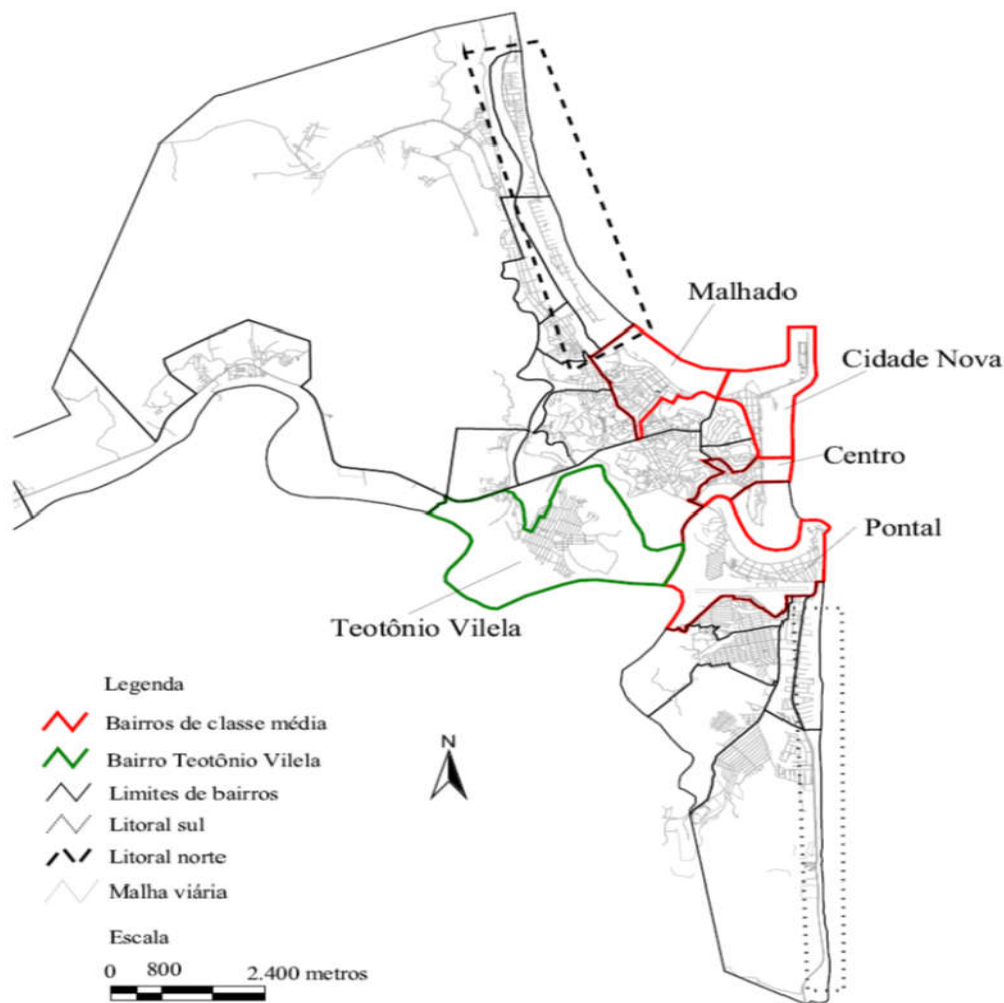 Malhado
Cidade Nova
Centro
Pontal
Teotônio Vilela
Legenda
Bairros de classe média
Bairro Teotônio Vilela
Limites de bairros
Litoral sul
Litoral norte
Malha viária
N
Escala
0 800 2.400 metros